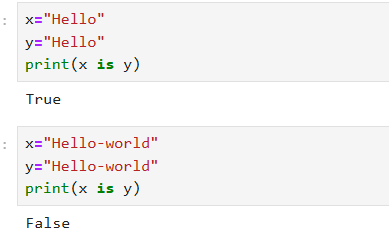 :
x="Hello"
y="Hello"
print(x is y)
True
:
x="Hello-world"
y="Hello-world"
print(x is y)
False